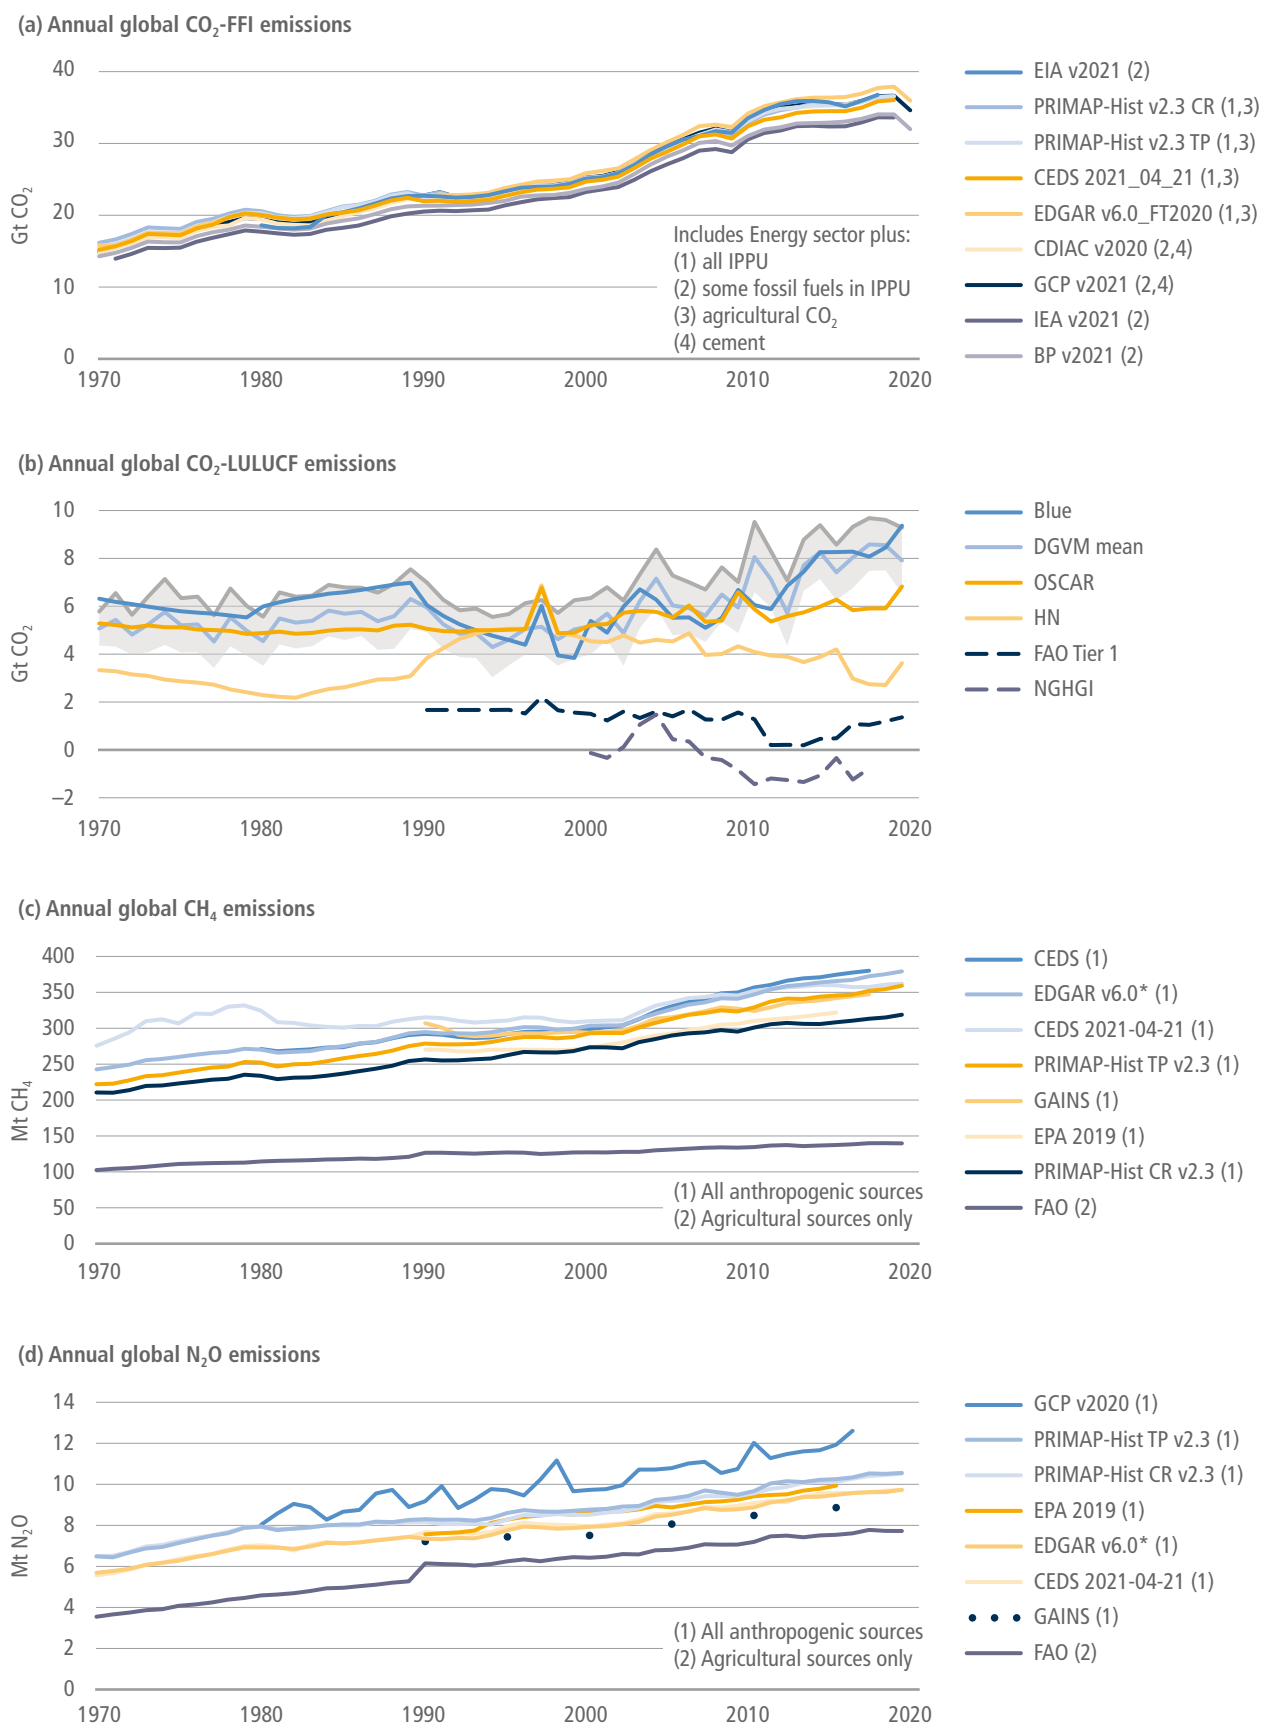 (a) Annual global CO₂-FFI emissions
Gt CO₂
40
30
20
10
0
1970 1980 1990 2000 2010 2020
Includes Energy sector plus:
(1) all IPPU
(2) some fossil fuels in IPPU
(3) agricultural CO₂
(4) cement
EIA v2021 (2)
PRIMAP-Hist v2.3 CR (1,3)
PRIMAP-Hist v2.3 TP (1,3)
CEDS 2021_04_21 (1,3)
EDGAR v6.0_FT2020 (1,3)
CDIAC v2020 (2,4)
GCP v2021 (2,4)
IEA v2021 (2)
BP v2021 (2)
(b) Annual global CO₂-LULUCF emissions
Gt CO₂
10
8
6
4
2
0
–2
1970 1980 1990 2000 2010 2020
Blue
DGVM mean
OSCAR
HN
FAO Tier 1
NGHGI
(c) Annual global CH₄ emissions
Mt CH₄
400
350
300
250
200
150
100
50
0
1970 1980 1990 2000 2010 2020
(1) All anthropogenic sources
(2) Agricultural sources only
CEDS (1)
EDGAR v6.0* (1)
CEDS 2021-04-21 (1)
PRIMAP-Hist TP v2.3 (1)
GAINS (1)
EPA 2019 (1)
PRIMAP-Hist CR v2.3 (1)
FAO (2)
(d) Annual global N₂O emissions
Mt N₂O
14
12
10
8
6
4
2
0
1970 1980 1990 2000 2010 2020
(1) All anthropogenic sources
(2) Agricultural sources only
GCP v2020 (1)
PRIMAP-Hist TP v2.3 (1)
PRIMAP-Hist CR v2.3 (1)
EPA 2019 (1)
EDGAR v6.0* (1)
CEDS 2021-04-21 (1)
GAINS (1)
FAO (2)